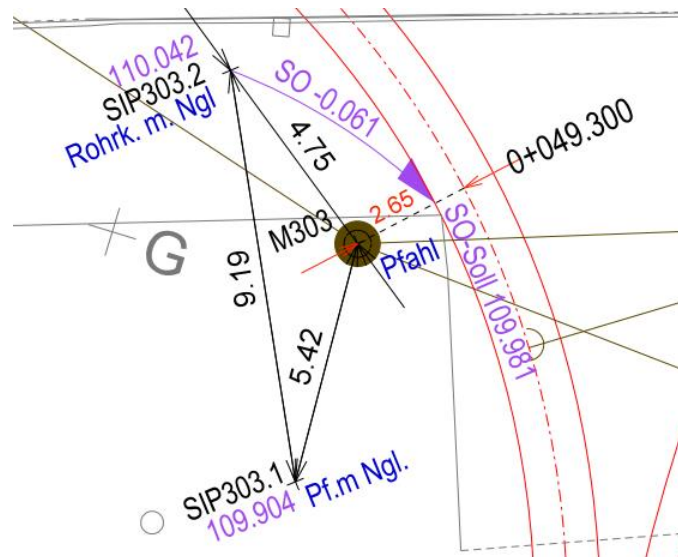 110.042
SIP303.2
Rohrk. m. Ngl
SO -0.061
4.75
0+049.300
2.65
M303
Pfahl
G
SO-Soll 109.981
9.19
5.42
SIP303.1
109.904
Pf.m Ngl.